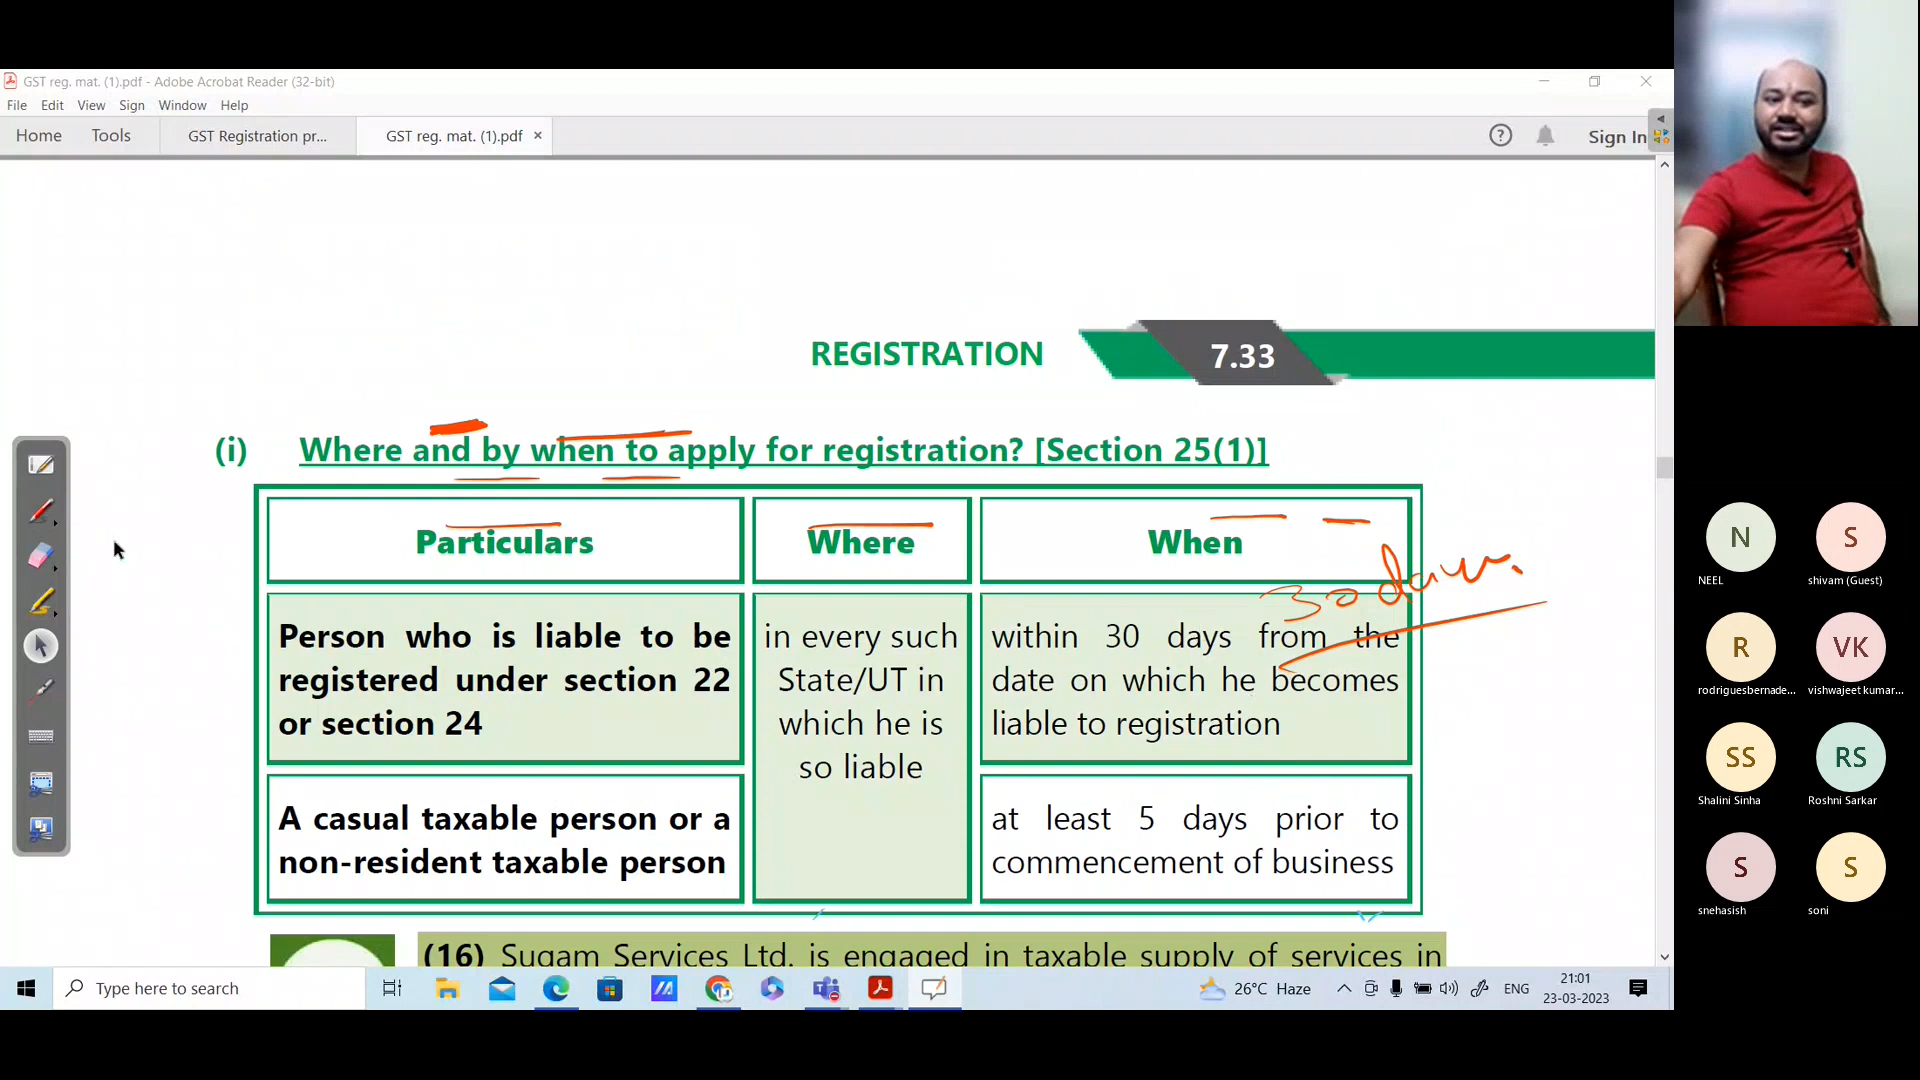 GST reg. mat. (1).pdf - Adobe Acrobat Reader (32-bit)
File Edit View Sign Window Help
Home Tools GST Registration pr... GST reg. mat. (1).pdf × Sign In
REGISTRATION 7.33
(i) Where and by when to apply for registration? [Section 25(1)]
Particulars Where When
30 days.
Person who is liable to be
registered under section 22
or section 24
in every such
State/UT in
which he is
so liable
within 30 days from the
date on which he becomes
liable to registration
A casual taxable person or a
non-resident taxable person
at least 5 days prior to
commencement of business
(16) Sugam Services Ltd. is engaged in taxable supply of services in
Type here to search
26°C Haze
ENG
21:01
23-03-2023
N S
NEEL shivam (Guest)
R VK
rodriguesbernade... vishwajeet kumar...
SS RS
Shalini Sinha Roshni Sarkar
S S
snehasish soni